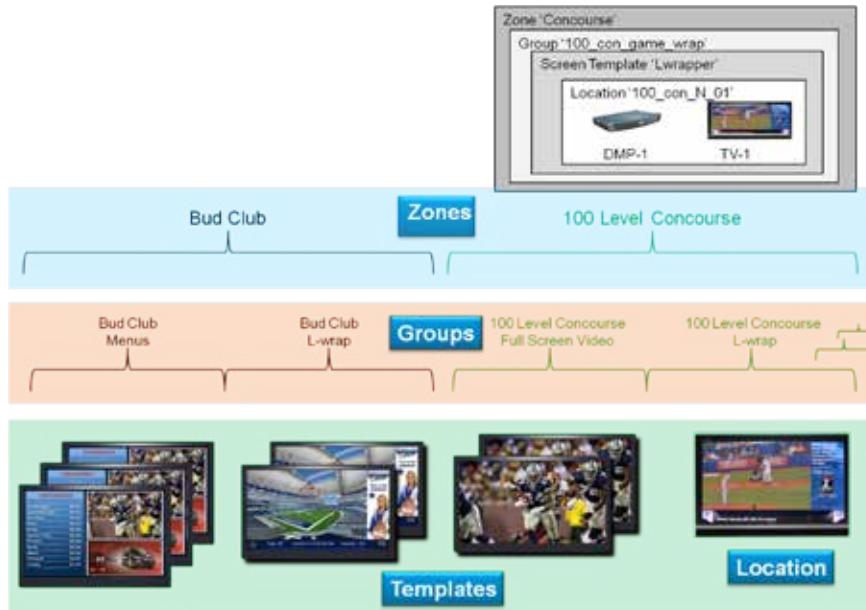 Zone 'Concourse'
Group '100_con_game_wrap'
Screen Template 'Lwrapper'
Location '100_con_N_01'
DMP-1 TV-1
Bud Club
Zones
100 Level Concourse
Bud Club
Menus
Bud Club
L-wrap
Groups
100 Level Concourse
Full Screen Video
100 Level Concourse
L-wrap
Templates
Location